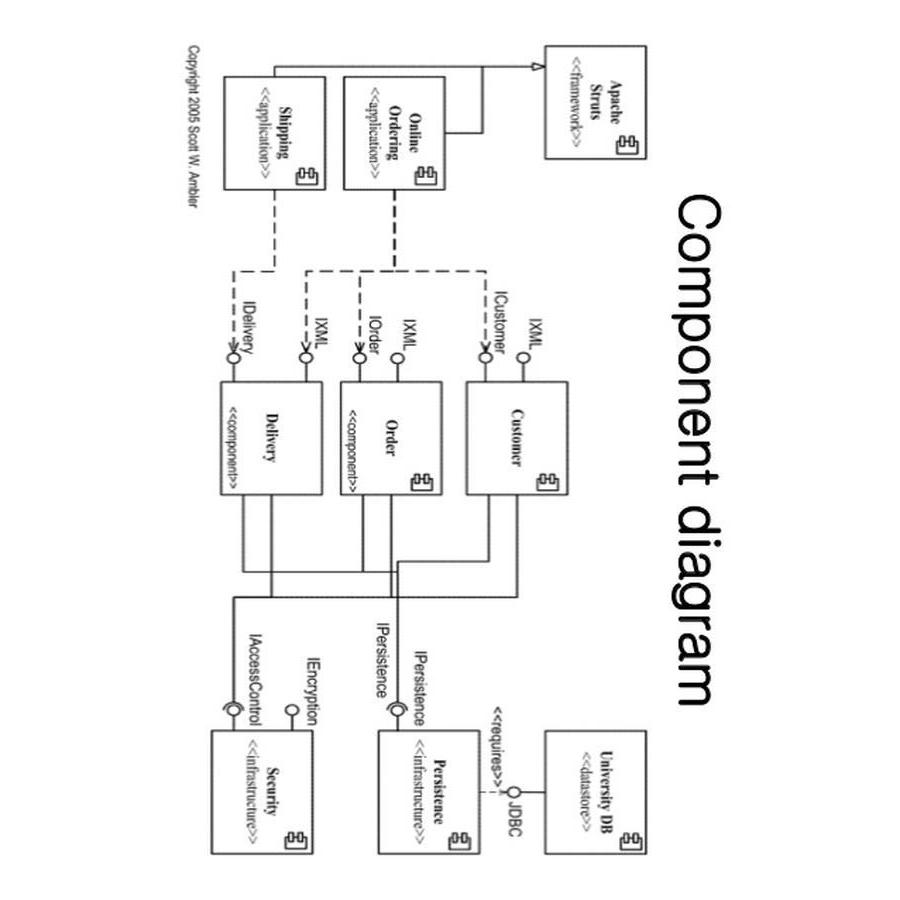 Component diagram
Apache
Struts
<<framework>>
Online
Ordering
<<application>>
Shipping
<<application>>
IXML
ICustomer
IXML
IOrder
IXML
IDelivery
Customer
Order
<<component>>
Delivery
<<component>>
University DB
<<datastore>>
JDBC
<<requires>>
IPersistence
IPersistence
Persistence
<<infrastructure>>
IEncryption
IAccessControl
Security
<<infrastructure>>
Copyright 2005 Scott W. Ambler